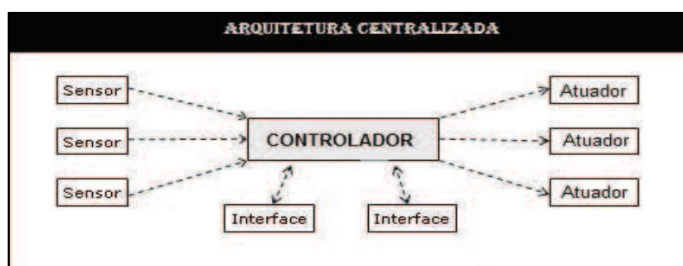 ARQUITETURA CENTRALIZADA
Sensor
Atuador
Sensor
CONTROLADOR
Atuador
Sensor
Atuador
Interface
Interface